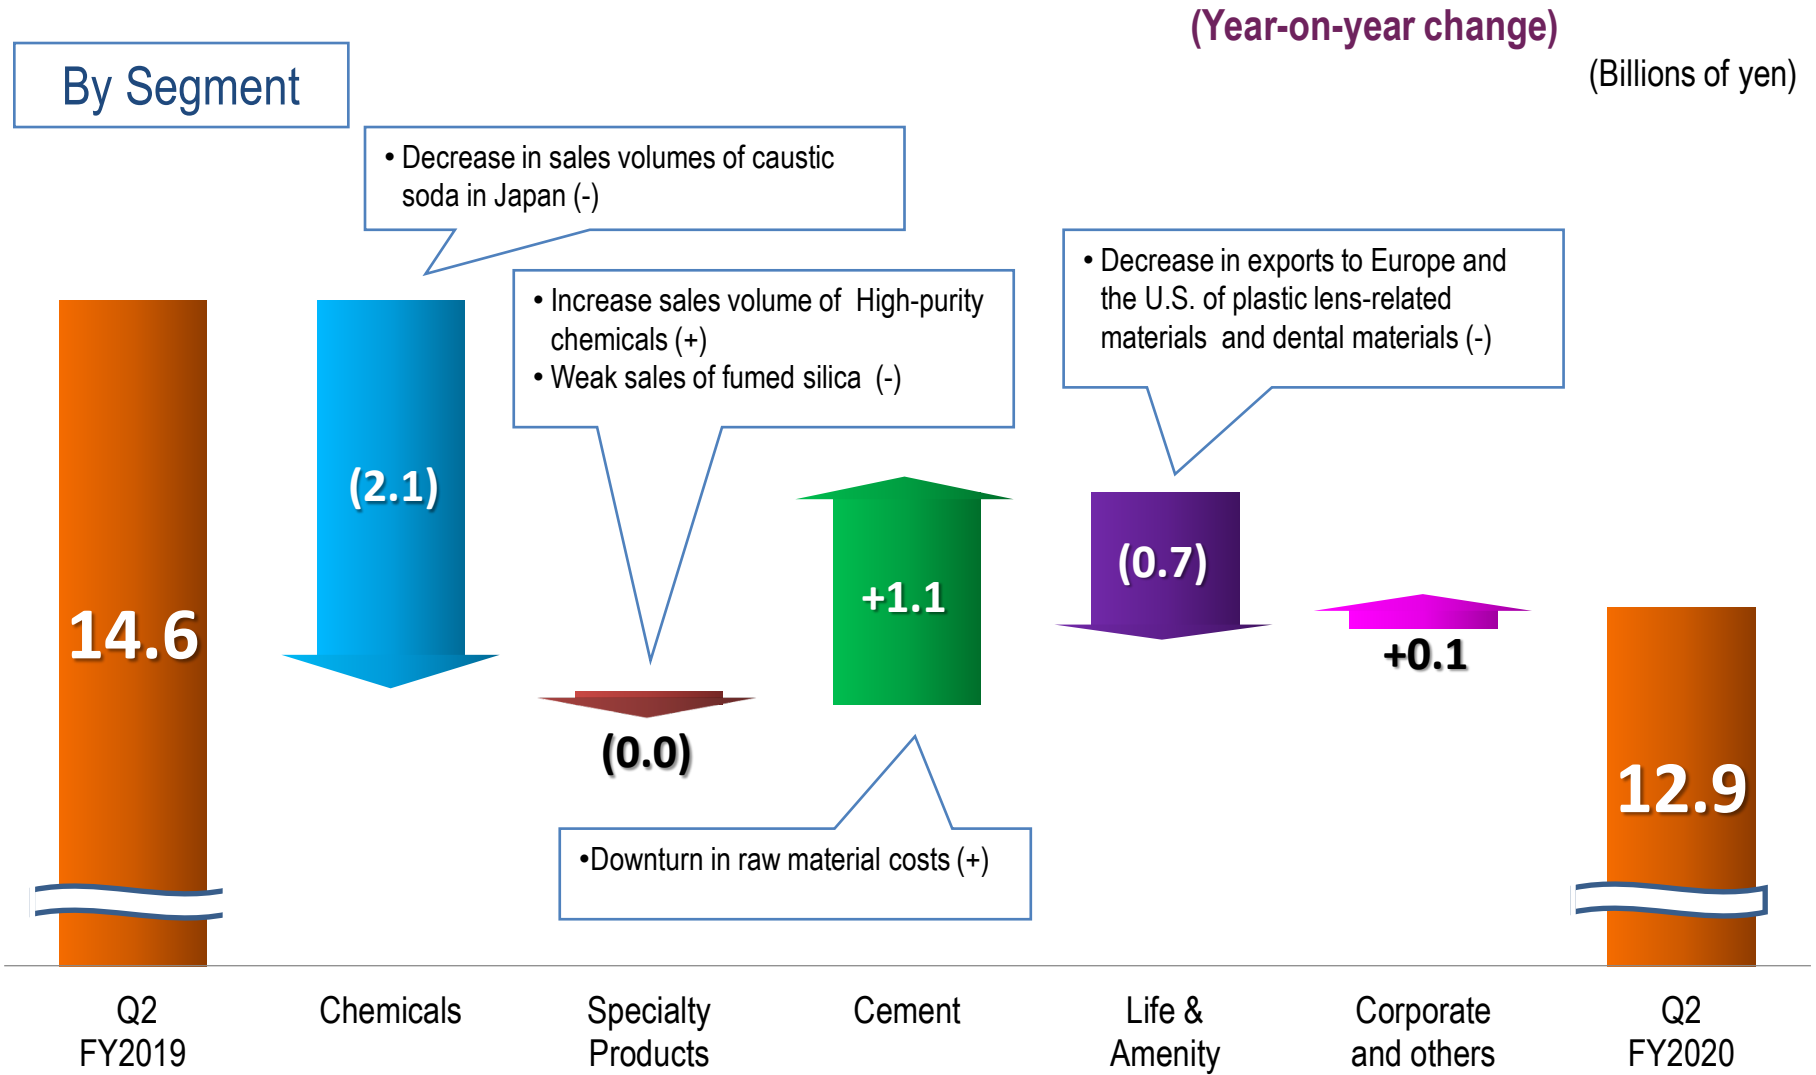 (Year-on-year change)
(Billions of yen)
By Segment
• Decrease in sales volumes of caustic
soda in Japan (-)
• Increase sales volume of High-purity
chemicals (+)
• Weak sales of fumed silica (-)
• Decrease in exports to Europe and
the U.S. of plastic lens-related
materials and dental materials (-)
14.6
(2.1)
(0.0)
+1.1
(0.7)
+0.1
12.9
•Downturn in raw material costs (+)
Q2
FY2019
Chemicals
Specialty
Products
Cement
Life &
Amenity
Corporate
and others
Q2
FY2020